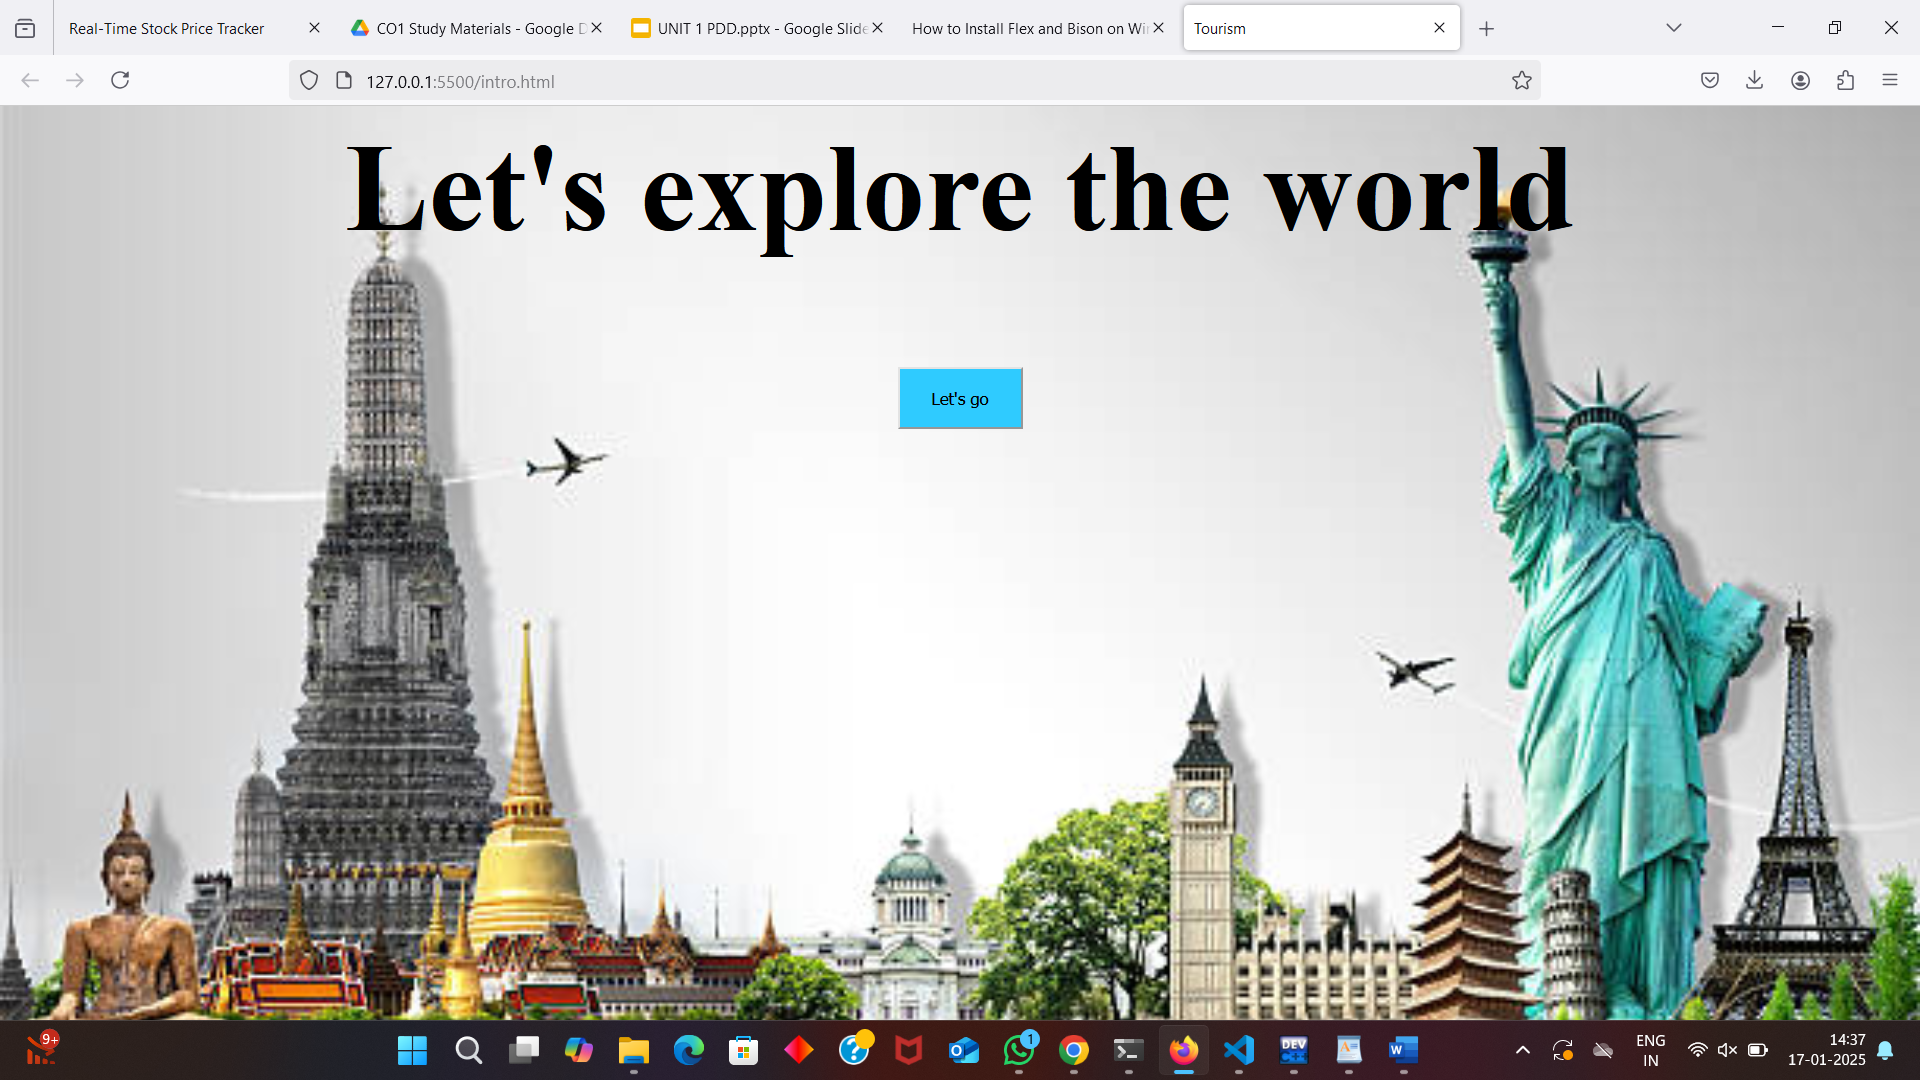 Real-Time Stock Price Tracker
CO1 Study Materials - Google D
UNIT 1 PDD.pptx - Google Slide
How to Install Flex and Bison on Wi
Tourism
127.0.0.1:5500/intro.html
Let's explore the world
Let's go
9+
1
DEV
ENG
IN
14:37
17-01-2025